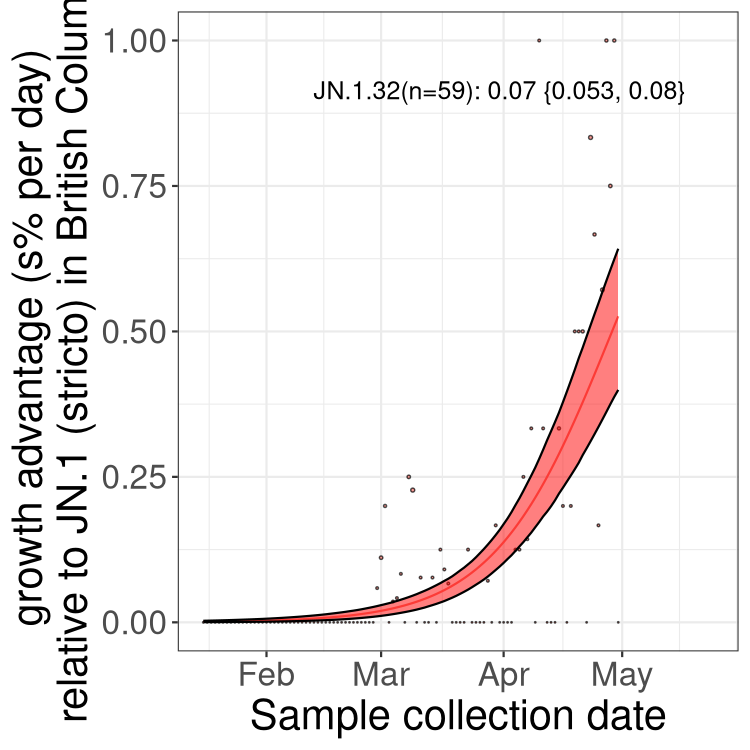 growth advantage (s% per day)
relative to JN.1 (stricto) in British Colum
1.00
0.75
0.50
0.25
0.00
JN.1.32(n=59): 0.07 {0.053, 0.08}
Feb Mar Apr May
Sample collection date